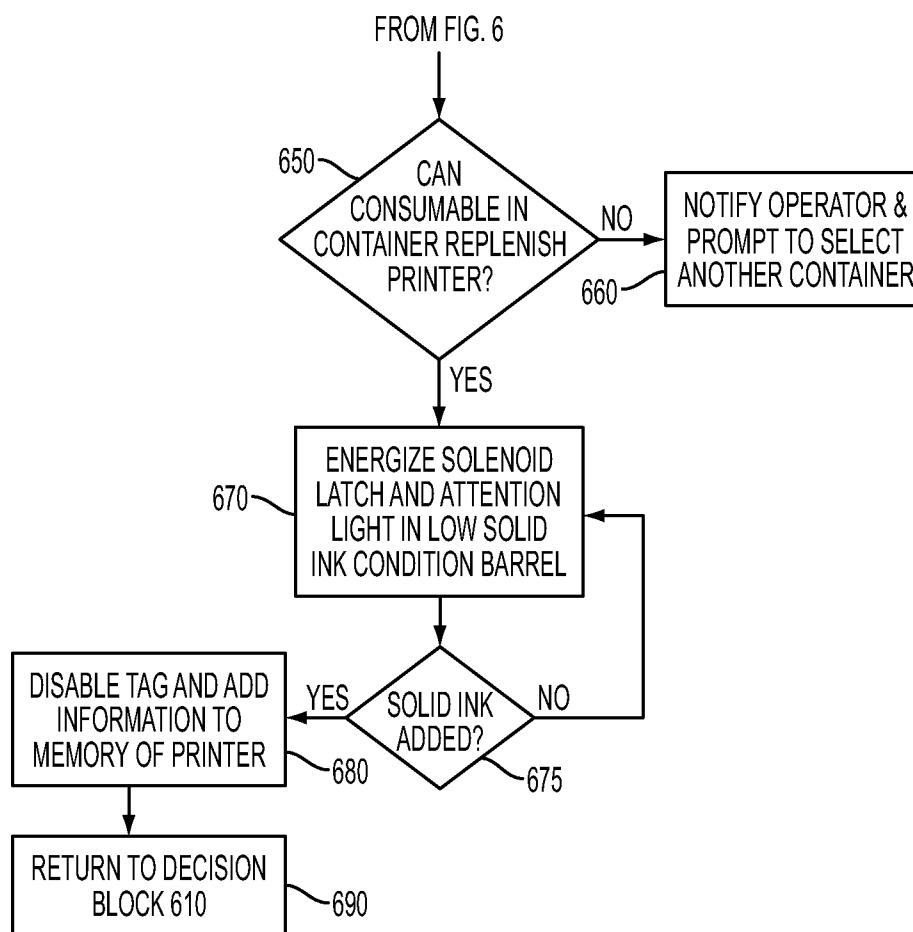 FROM FIG. 6
650
CAN
CONSUMABLE IN
CONTAINER REPLENISH
PRINTER?
NO
660
NOTIFY OPERATOR &
PROMPT TO SELECT
ANOTHER CONTAINER
YES
670
ENERGIZE SOLENOID
LATCH AND ATTENTION
LIGHT IN LOW SOLID
INK CONDITION BARREL
SOLID INK
ADDED?
675
YES
NO
DISABLE TAG AND ADD
INFORMATION TO
MEMORY OF PRINTER
680
RETURN TO DECISION
BLOCK 610
690